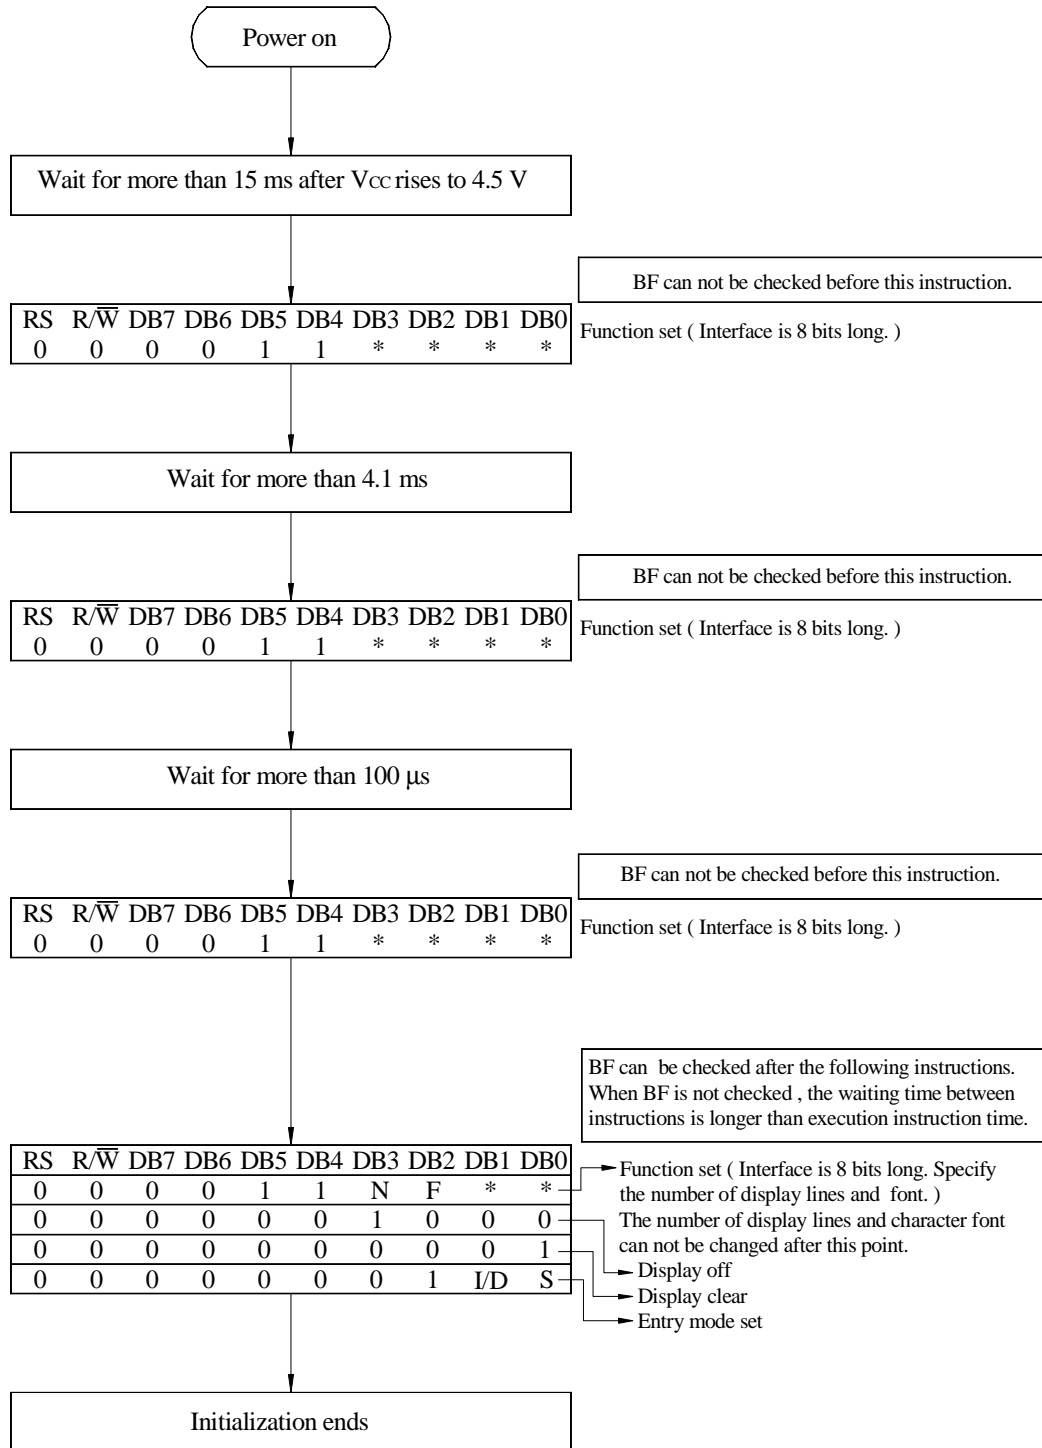 Power on
Wait for more than 15 ms after VCC rises to 4.5 V
BF can not be checked before this instruction.
RS R/W̅ DB7 DB6 DB5 DB4 DB3 DB2 DB1 DB0
0 0 0 0 1 1 * * * *
Function set ( Interface is 8 bits long. )
Wait for more than 4.1 ms
BF can not be checked before this instruction.
RS R/W̅ DB7 DB6 DB5 DB4 DB3 DB2 DB1 DB0
0 0 0 0 1 1 * * * *
Function set ( Interface is 8 bits long. )
Wait for more than 100 μs
BF can not be checked before this instruction.
RS R/W̅ DB7 DB6 DB5 DB4 DB3 DB2 DB1 DB0
0 0 0 0 1 1 * * * *
Function set ( Interface is 8 bits long. )
BF can be checked after the following instructions.
When BF is not checked , the waiting time between
instructions is longer than execution instruction time.
RS R/W̅ DB7 DB6 DB5 DB4 DB3 DB2 DB1 DB0
0 0 0 0 1 1 N F * *
0 0 0 0 0 0 1 0 0 0
0 0 0 0 0 0 0 0 0 1
0 0 0 0 0 0 0 1 I/D S
Function set ( Interface is 8 bits long. Specify
the number of display lines and font. )
The number of display lines and character font
can not be changed after this point.
Display off
Display clear
Entry mode set
Initialization ends